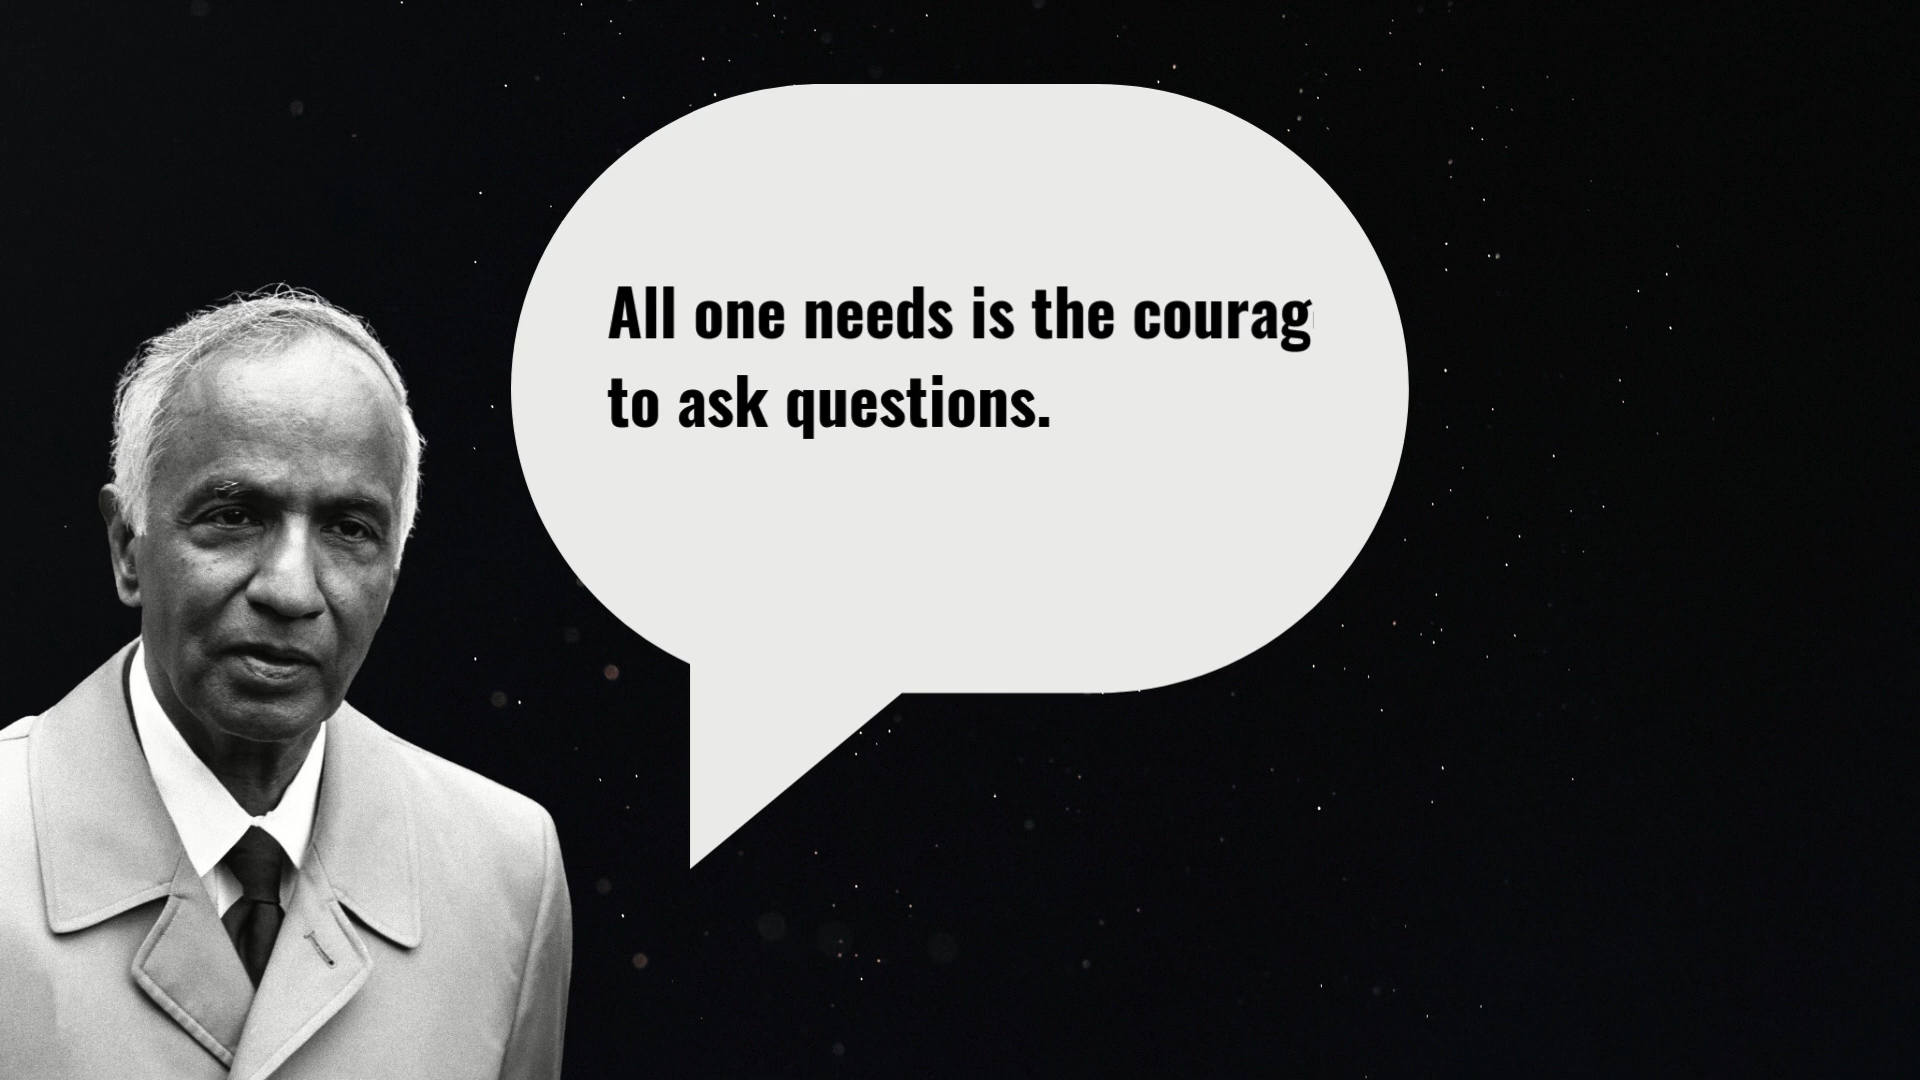 All one needs is the courag
to ask questions.